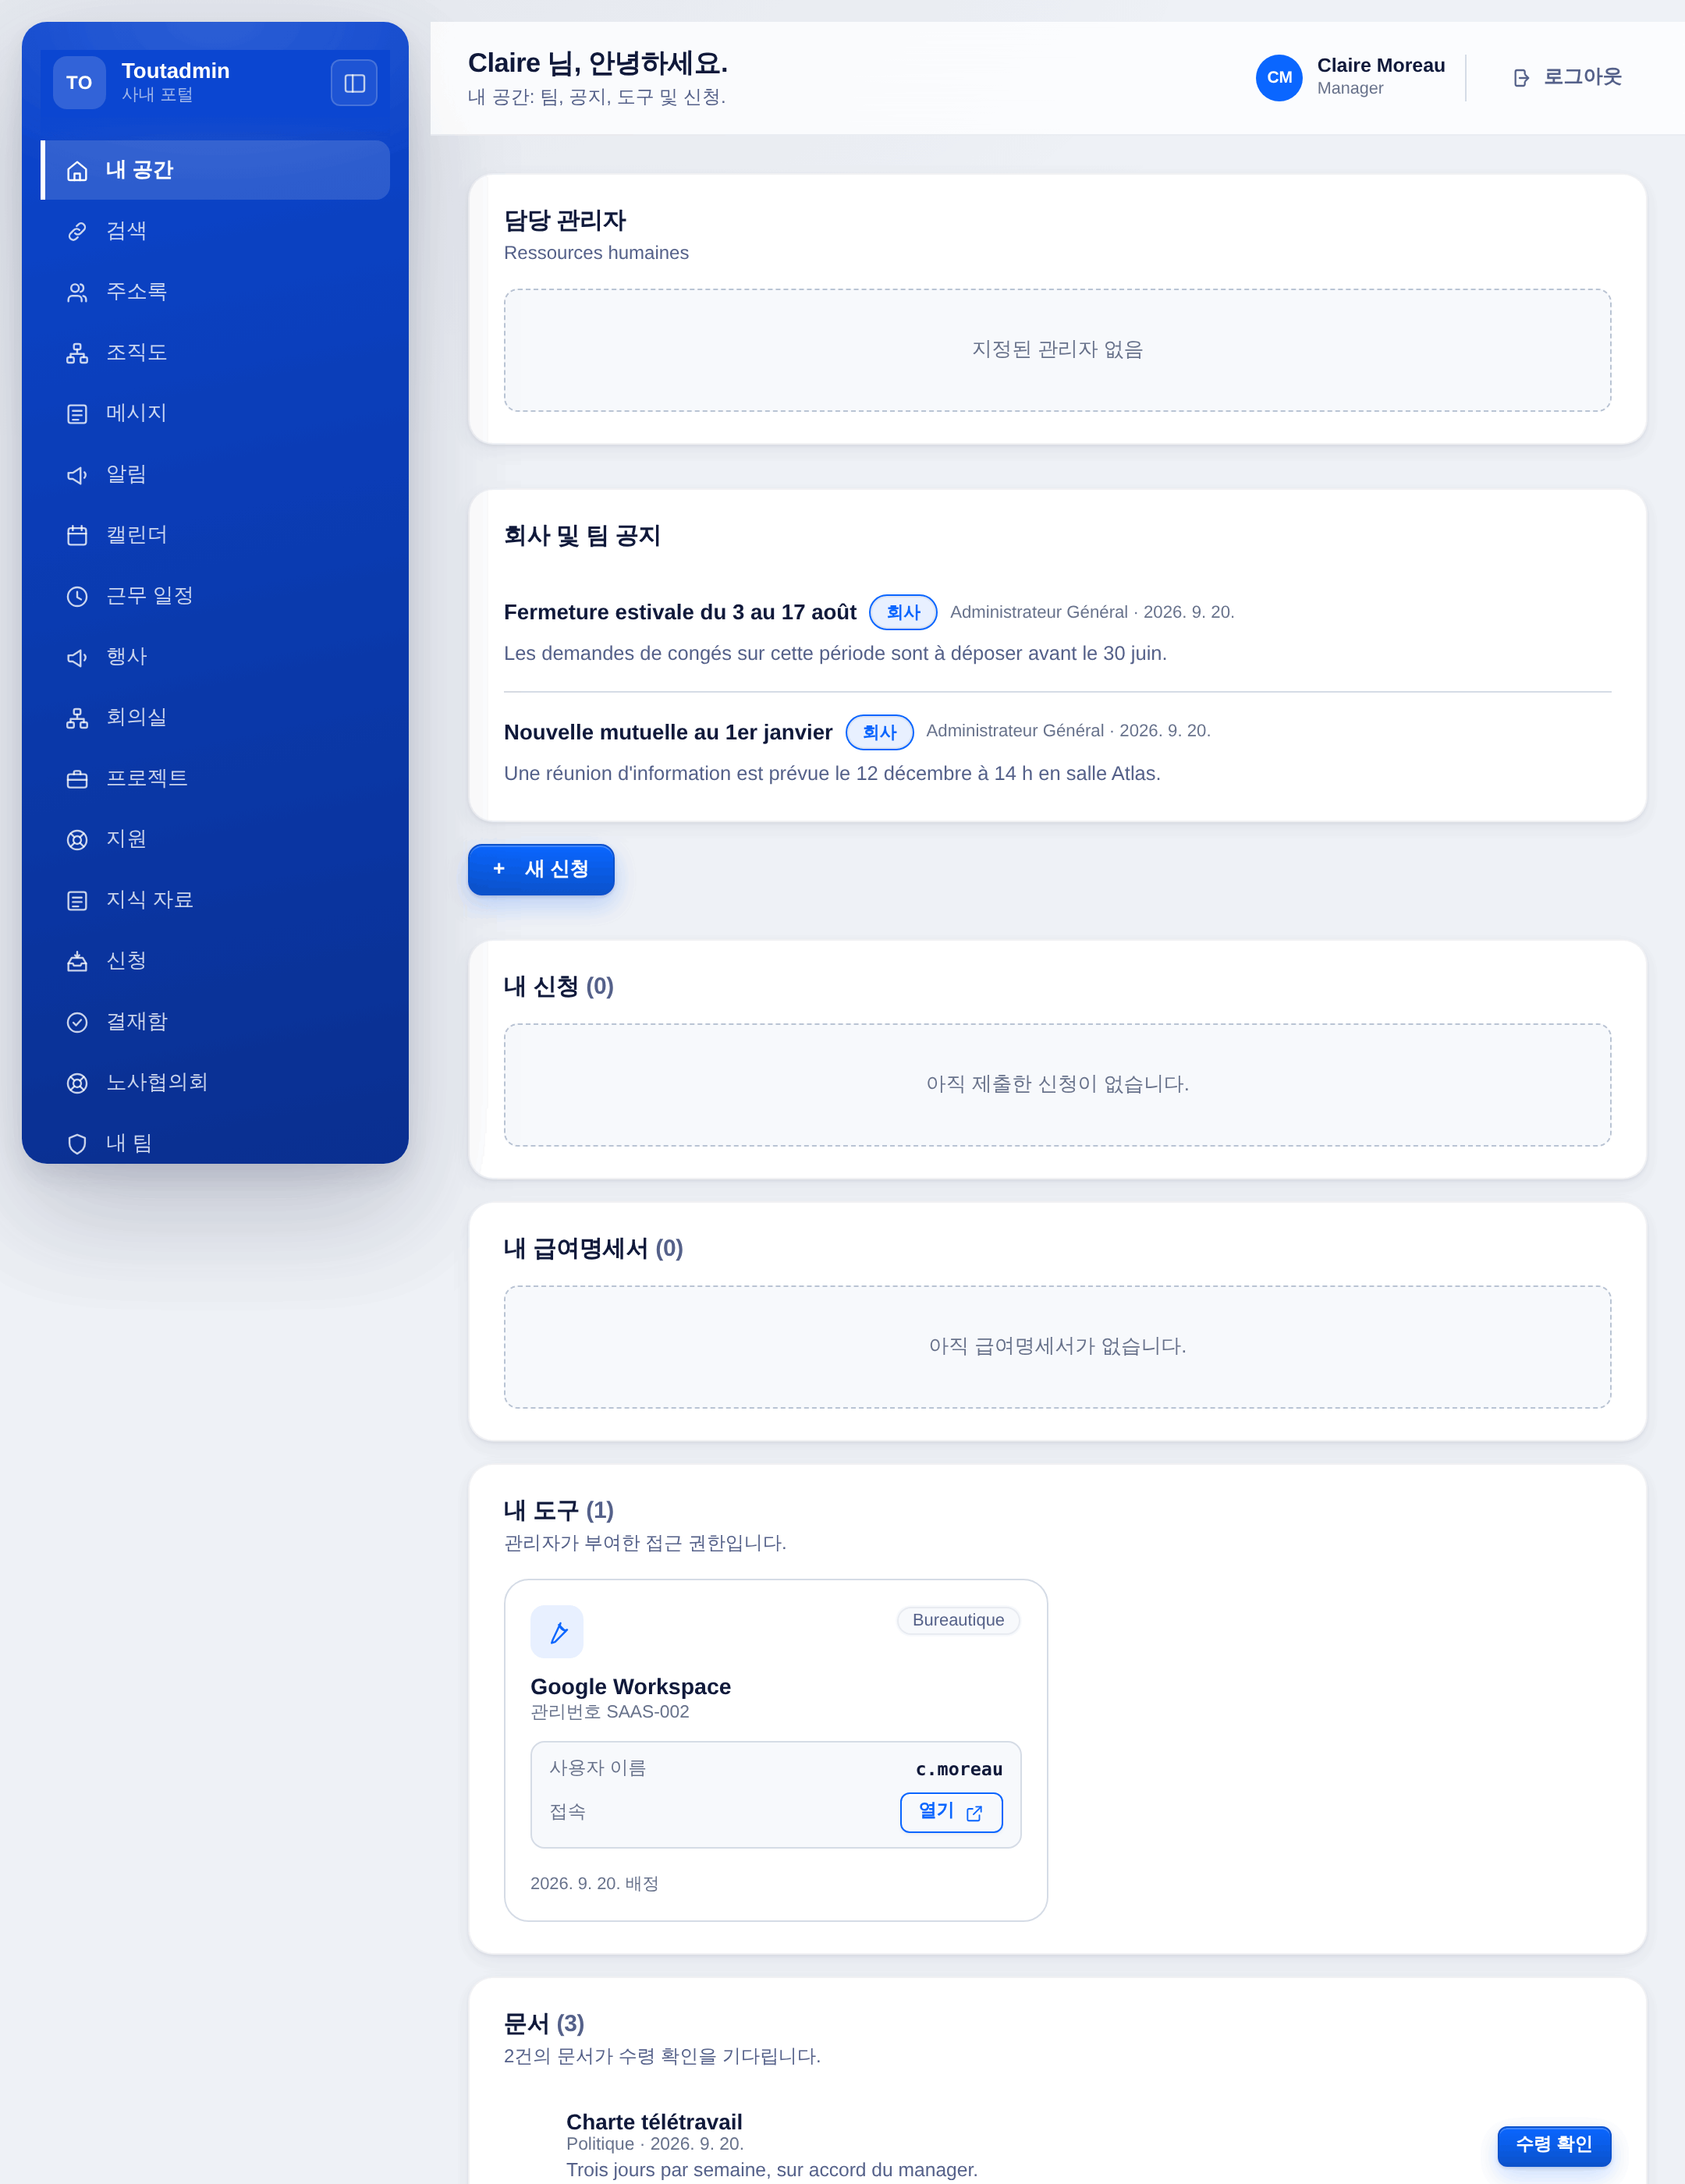 TO
Toutadmin
사내 포털
내 공간
검색
주소록
조직도
메시지
알림
캘린더
근무 일정
행사
회의실
프로젝트
지원
지식 자료
신청
결재함
노사협의회
내 팀
Claire 님, 안녕하세요.
내 공간: 팀, 공지, 도구 및 신청.
CM
Claire Moreau
Manager
로그아웃
담당 관리자
Ressources humaines
지정된 관리자 없음
회사 및 팀 공지
Fermeture estivale du 3 au 17 août 회사 Administrateur Général · 2026. 9. 20.
Les demandes de congés sur cette période sont à déposer avant le 30 juin.
Nouvelle mutuelle au 1er janvier 회사 Administrateur Général · 2026. 9. 20.
Une réunion d'information est prévue le 12 décembre à 14 h en salle Atlas.
+ 새 신청
내 신청 (0)
아직 제출한 신청이 없습니다.
내 급여명세서 (0)
아직 급여명세서가 없습니다.
내 도구 (1)
관리자가 부여한 접근 권한입니다.
Bureautique
Google Workspace
관리번호 SAAS-002
사용자 이름 c.moreau
접속 열기
2026. 9. 20. 배정
문서 (3)
2건의 문서가 수령 확인을 기다립니다.
Charte télétravail
Politique · 2026. 9. 20.
수령 확인
Trois jours par semaine, sur accord du manager.